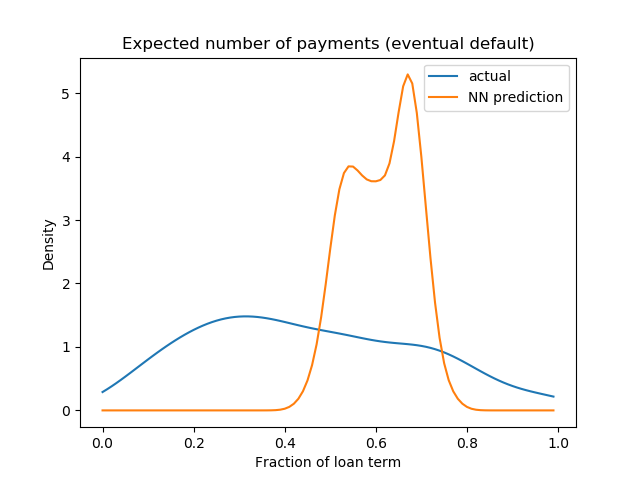 Expected number of payments (eventual default)
actual
NN prediction
Density
5
4
3
2
1
0
0.0 0.2 0.4 0.6 0.8 1.0
Fraction of loan term